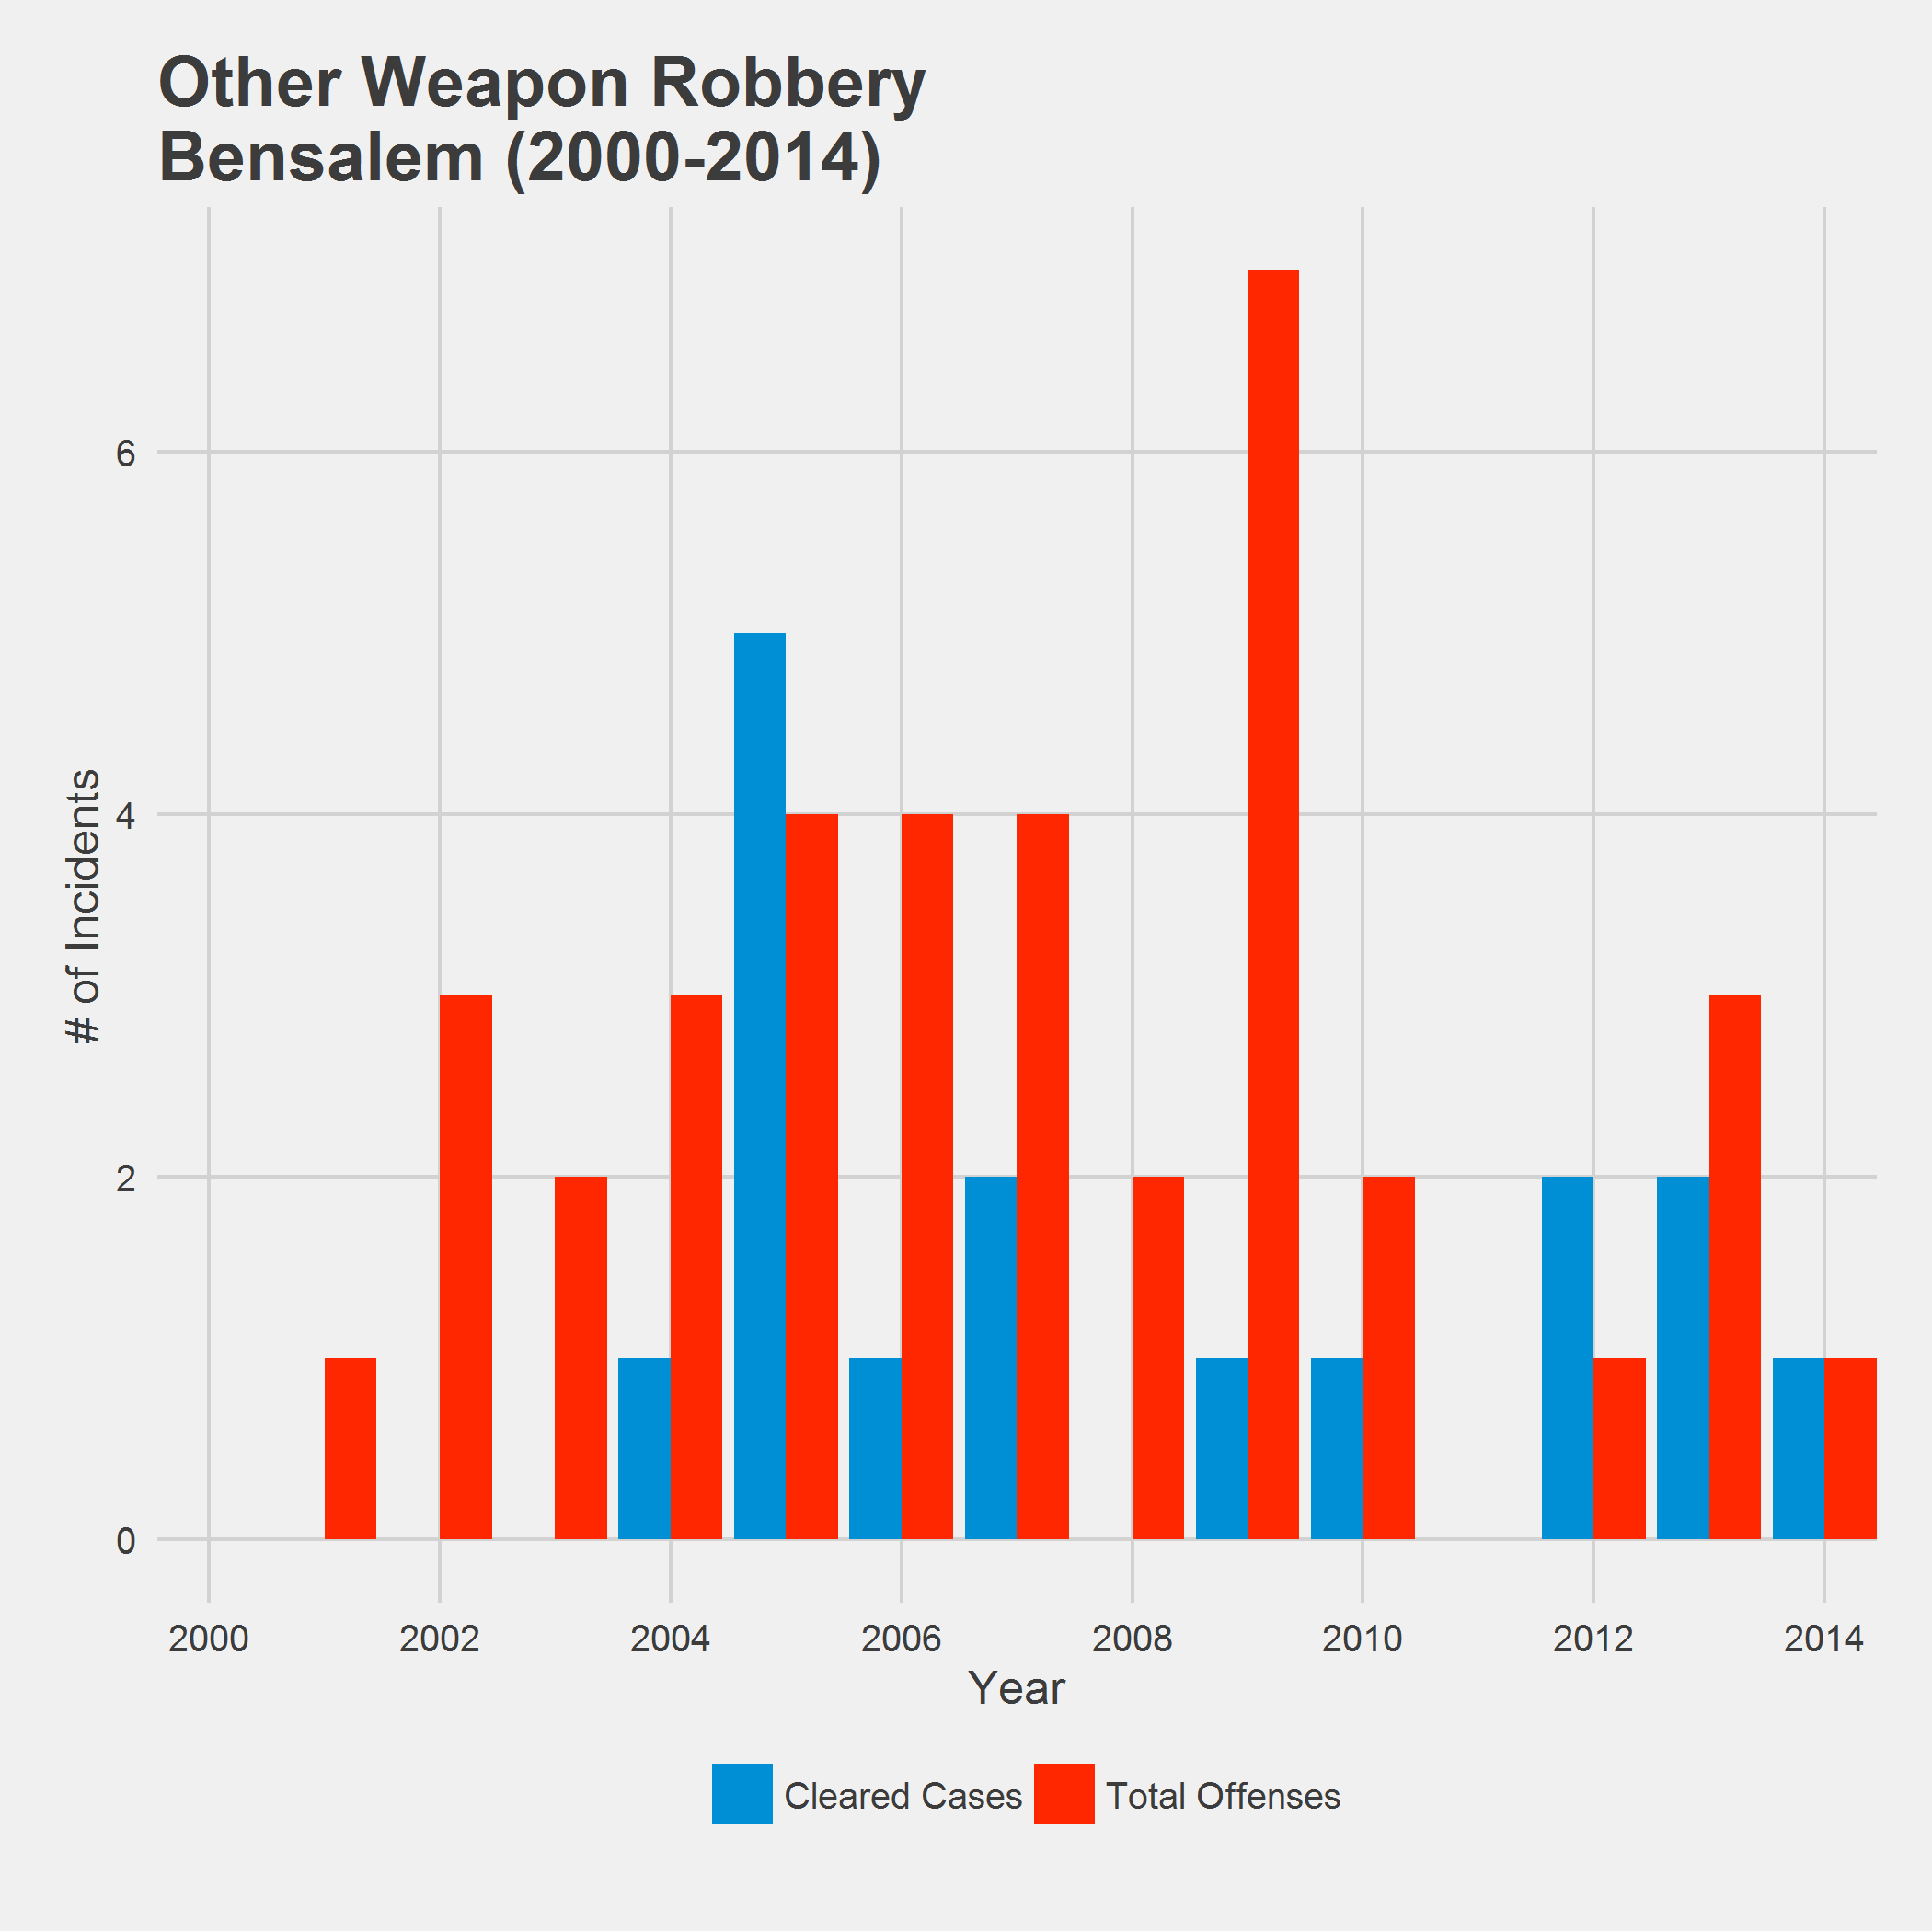 Other Weapon Robbery
Bensalem (2000-2014)
# of Incidents
6
4
2
0
2000 2002 2004 2006 2008 2010 2012 2014
Year
Cleared Cases Total Offenses